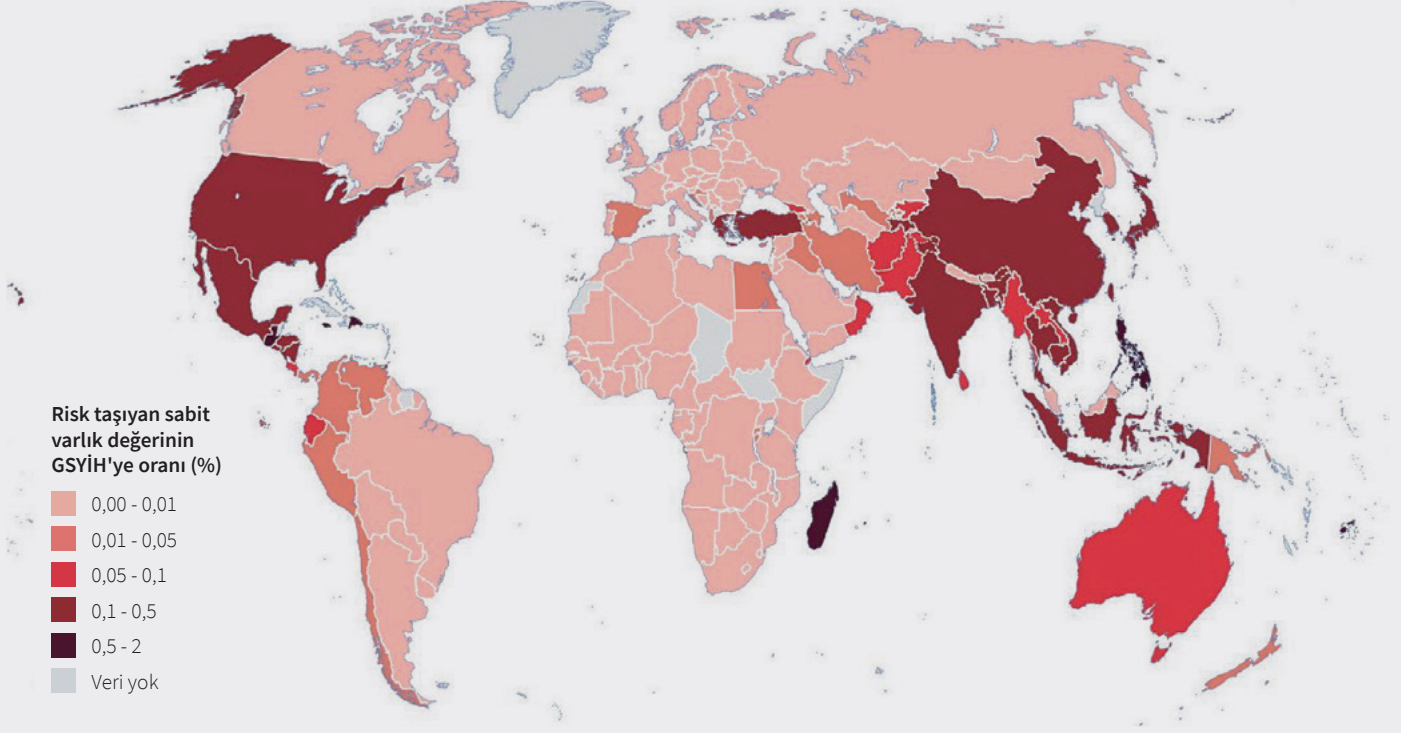 Risk taşıyan sabit
varlık değerinin
GSYİH'ye oranı (%)
0,00 - 0,01
0,01 - 0,05
0,05 - 0,1
0,1 - 0,5
0,5 - 2
Veri yok